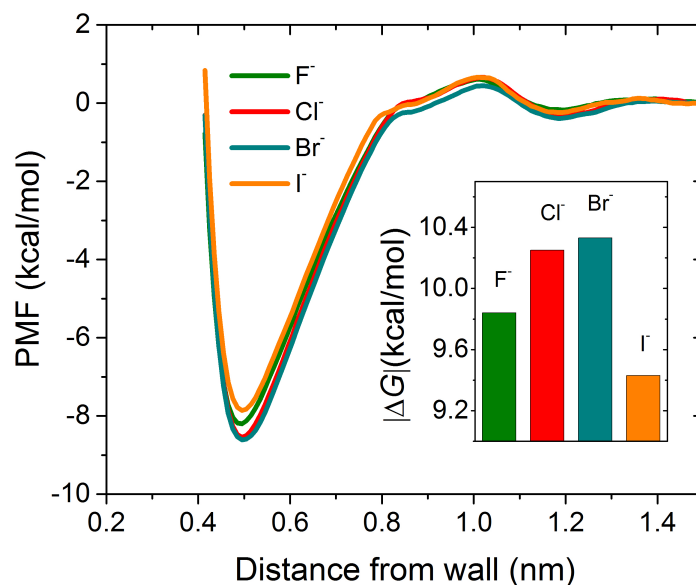 2
0
-2
-4
-6
-8
-10
PMF (kcal/mol)
F-
Cl-
Br-
I-
10.4
10.0
9.6
9.2
|ΔG|(kcal/mol)
F-
Cl-
Br-
I-
0.2 0.4 0.6 0.8 1.0 1.2 1.4
Distance from wall (nm)